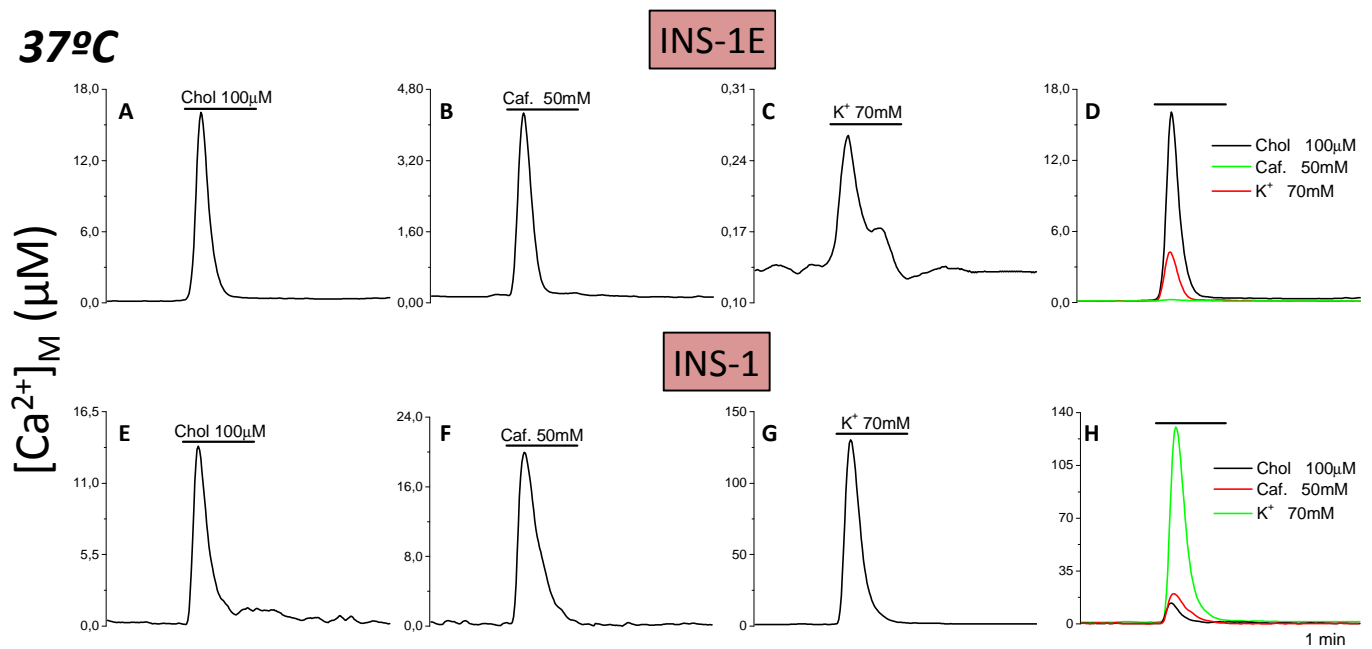 37ºC
INS-1E
[Ca²⁺]M (µM)
A
Chol 100µM
18,0
12,0
6,0
0,0
B
Caf. 50mM
4,80
3,20
1,60
0,00
C
K⁺ 70mM
0,31
0,24
0,17
0,10
D
18,0
12,0
6,0
0,0
Chol 100µM
Caf. 50mM
K⁺ 70mM
INS-1
E
Chol 100µM
16,5
11,0
5,5
0,0
F
Caf. 50mM
24,0
16,0
8,0
0,0
G
K⁺ 70mM
150
100
50
0
H
140
105
70
35
0
Chol 100µM
Caf. 50mM
K⁺ 70mM
1 min